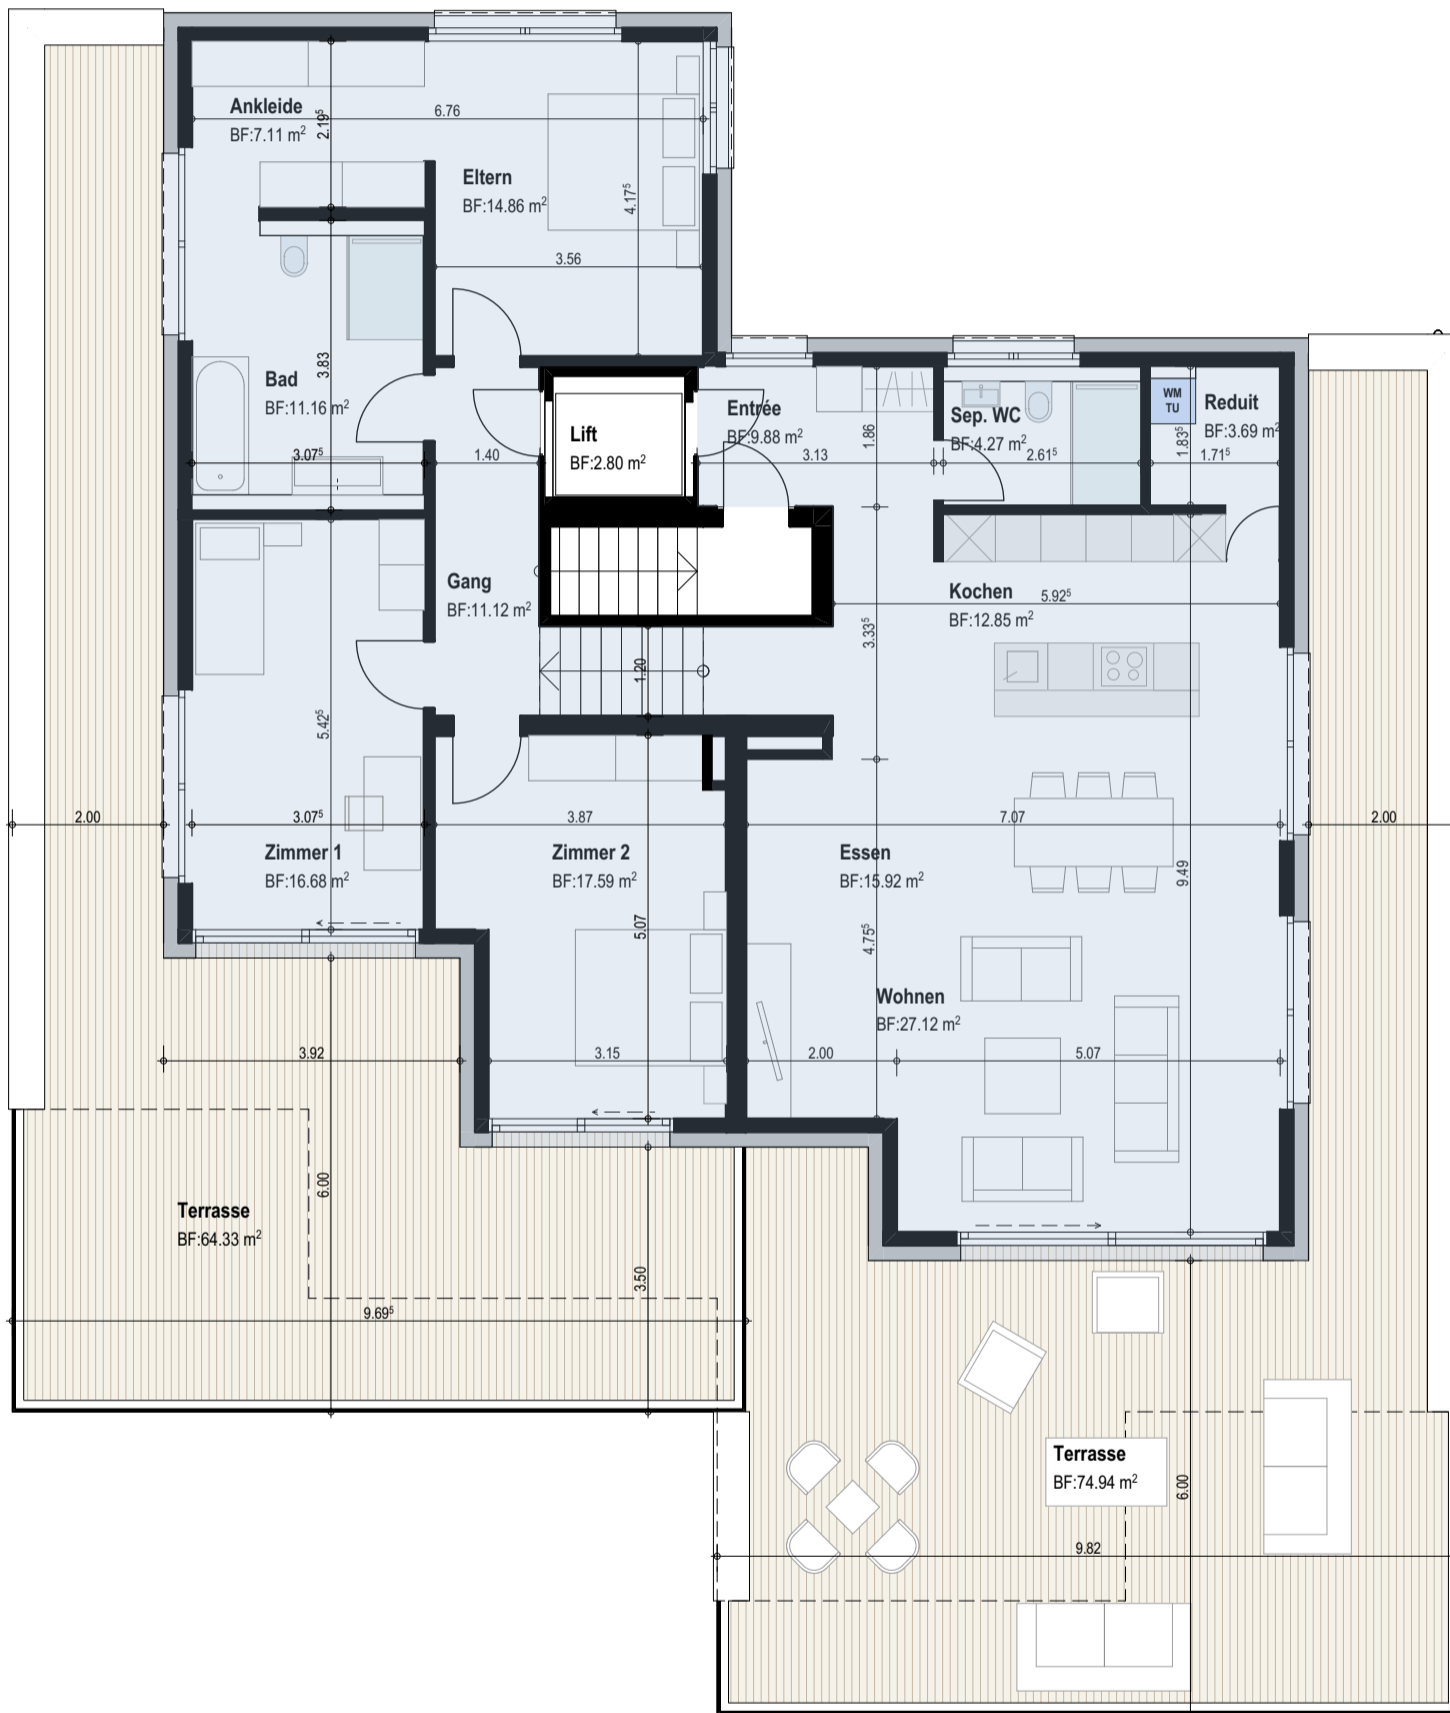 Ankleide
BF:7.11 m²
2.19⁵
6.76
Eltern
BF:14.86 m²
4.17⁵
3.56
Bad
BF:11.16 m²
3.83
3.07⁵
1.40
Lift
BF:2.80 m²
Entrée
BF:9.88 m²
3.13
1.86
Sep. WC
BF:4.27 m²
2.61⁵
WM
TU
Reduit
BF:3.69 m²
1.83⁵
1.71⁵
Gang
BF:11.12 m²
Kochen
BF:12.85 m²
5.92⁵
3.33⁵
1.20
5.42⁵
2.00
3.07⁵
3.87
7.07
2.00
Zimmer 1
BF:16.68 m²
Zimmer 2
BF:17.59 m²
Essen
BF:15.92 m²
9.49
5.07
4.75⁵
Wohnen
BF:27.12 m²
3.92
3.15
2.00
5.07
6.00
Terrasse
BF:64.33 m²
3.50
9.69⁵
Terrasse
BF:74.94 m²
6.00
9.82